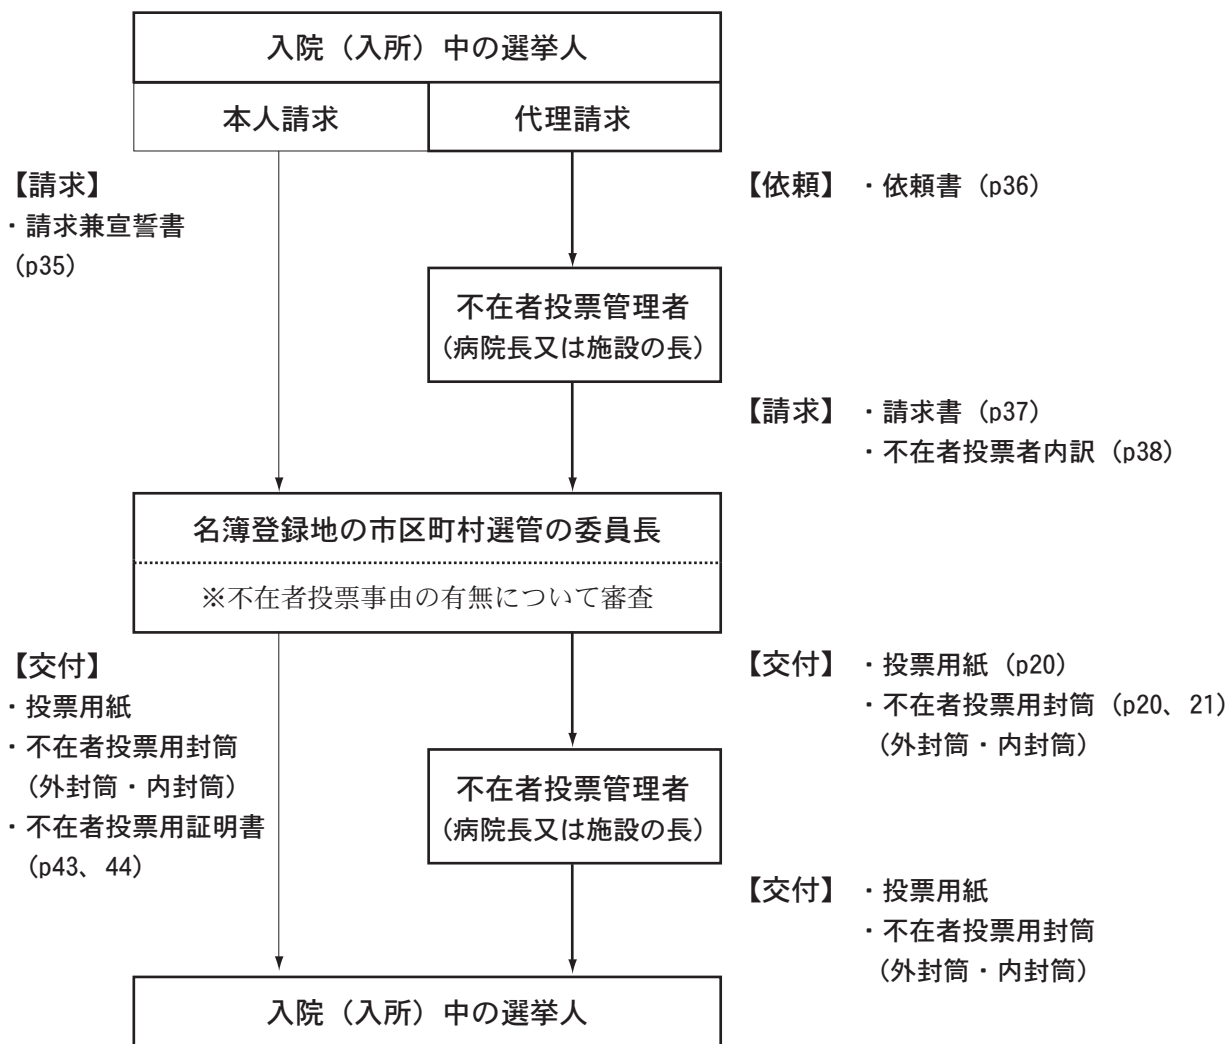 入院（入所）中の選挙人
本人請求
代理請求
【請求】
・請求兼宣誓書
（p35）
【依頼】 ・依頼書（p36）
不在者投票管理者
（病院長又は施設の長）
【請求】 ・請求書（p37）
・不在者投票者内訳（p38）
名簿登録地の市区町村選管の委員長
※不在者投票事由の有無について審査
【交付】
・投票用紙
・不在者投票用封筒
（外封筒・内封筒）
・不在者投票用証明書
（p43、44）
【交付】 ・投票用紙（p20）
・不在者投票用封筒（p20、21）
（外封筒・内封筒）
不在者投票管理者
（病院長又は施設の長）
【交付】 ・投票用紙
・不在者投票用封筒
（外封筒・内封筒）
入院（入所）中の選挙人